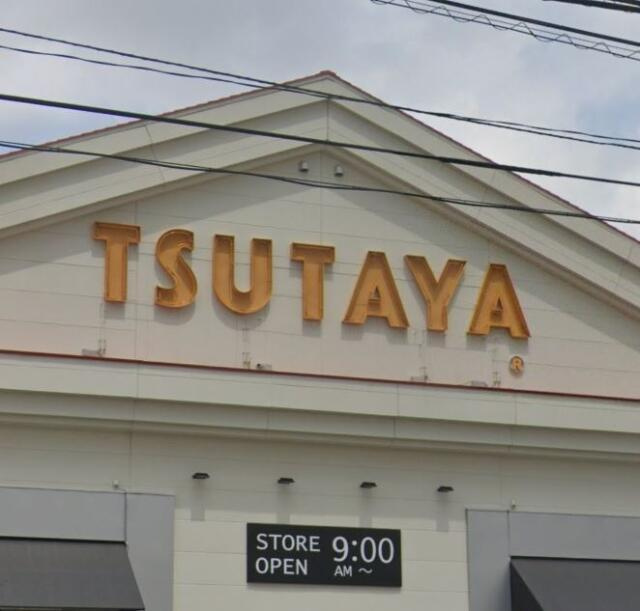 TSUTAYA
®
STORE OPEN
9:00
AM ～